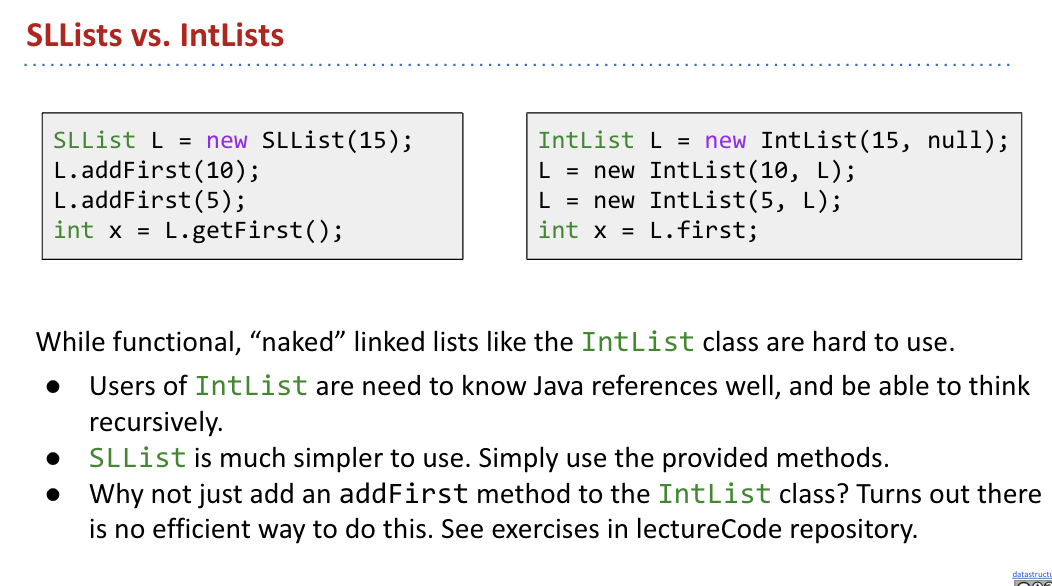 SLLists vs. IntLists
SLList L = new SLList(15);
L.addFirst(10);
L.addFirst(5);
int x = L.getFirst();
IntList L = new IntList(15, null);
L = new IntList(10, L);
L = new IntList(5, L);
int x = L.first;
While functional, “naked” linked lists like the IntList class are hard to use.
● Users of IntList are need to know Java references well, and be able to think
recursively.
● SLList is much simpler to use. Simply use the provided methods.
● Why not just add an addFirst method to the IntList class? Turns out there
is no efficient way to do this. See exercises in lectureCode repository.